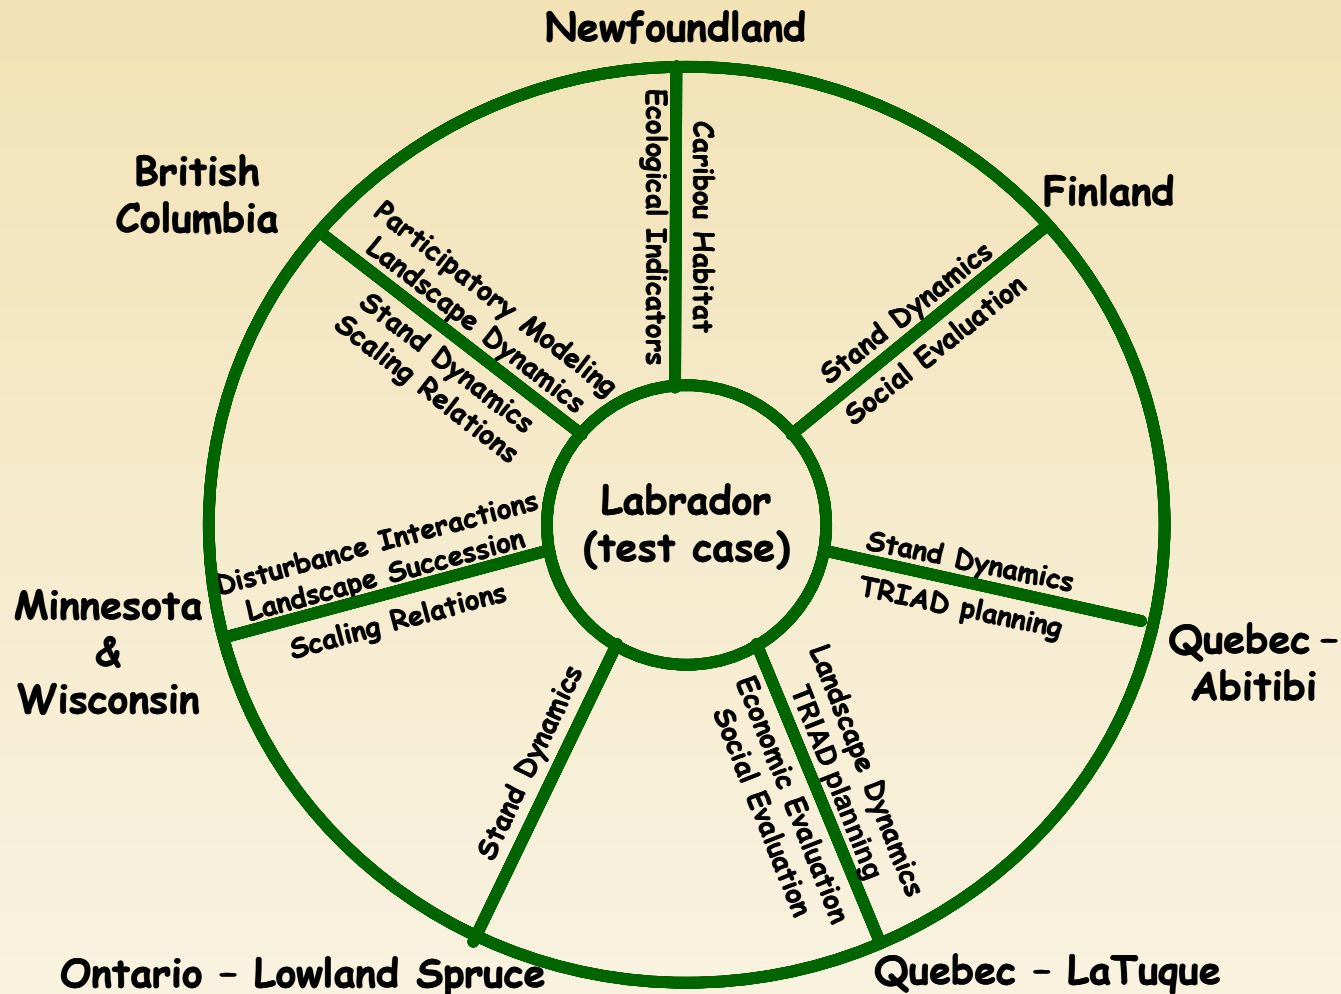 Newfoundland
Ecological Indicators
Caribou Habitat
British
Columbia
Participatory Modeling
Landscape Dynamics
Stand Dynamics
Scaling Relations
Finland
Stand Dynamics
Social Evaluation
Labrador
(test case)
Disturbance Interactions
Landscape Succession
Scaling Relations
Minnesota
&
Wisconsin
Stand Dynamics
TRIAD planning
Quebec –
Abitibi
Stand Dynamics
Landscape Dynamics
TRIAD planning
Economic Evaluation
Social Evaluation
Ontario – Lowland Spruce
Quebec – LaTuque